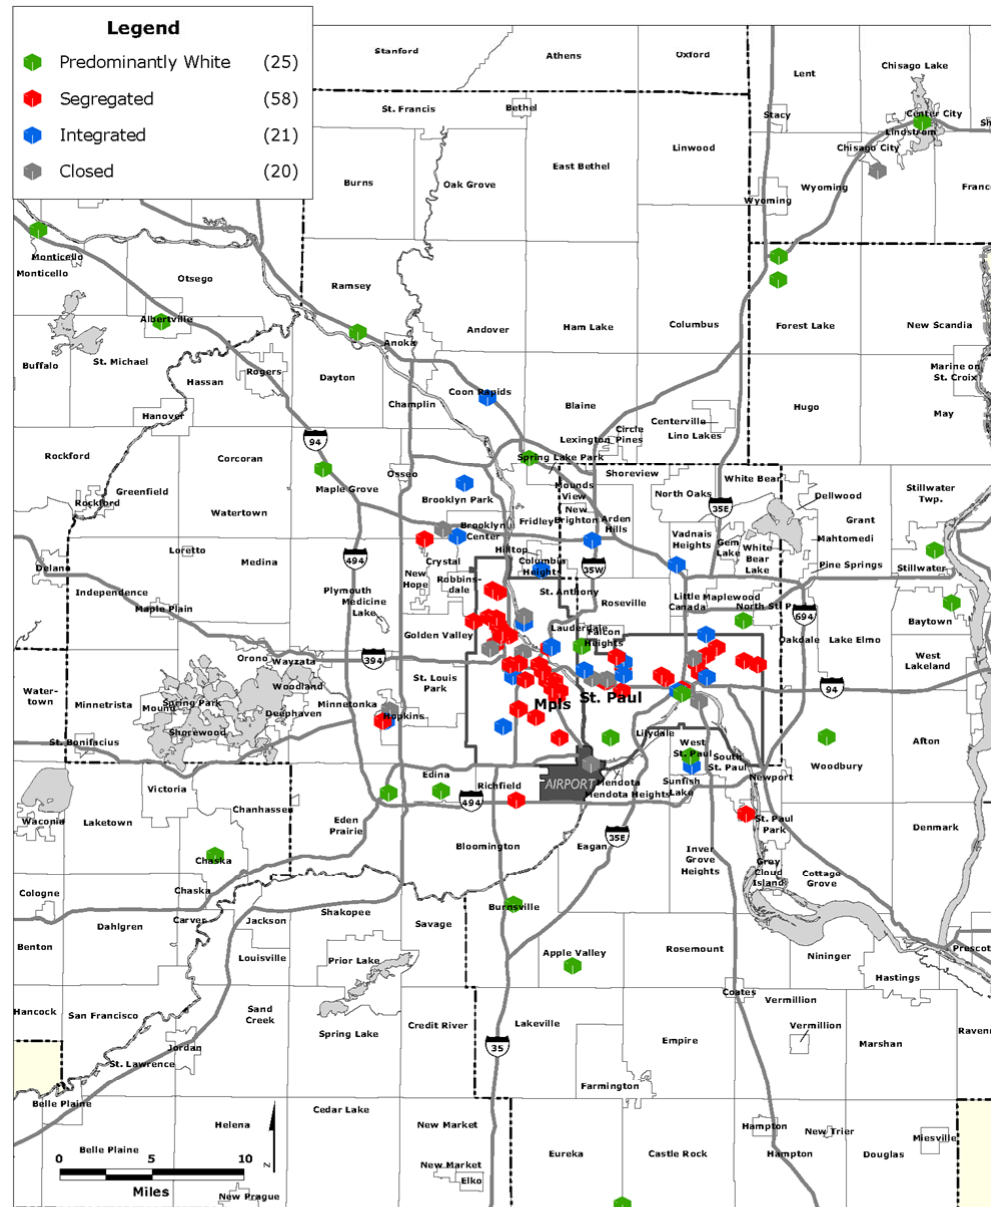 Legend
Predominantly White (25)
Segregated (58)
Integrated (21)
Closed (20)
Stanford
Athens
Oxford
Lent
Chisago Lake
St. Francis
Bethel
Stacy
Center City
Lindstrom
Linwood
Chisago City
East Bethel
Burns
Oak Grove
Wyoming
Wyoming
Franc
Monticello
Monticello
Otsego
Ramsey
Albertville
Andover
Ham Lake
Columbus
Forest Lake
New Scandia
Anoka
Buffalo
St. Michael
Rogers
Hassan
Dayton
Marine on
St. Croix
Coon Rapids
Champlin
Blaine
Hugo
May
Hanover
Centerville
Circle
Pines
Lexington
Lino Lakes
94
Rockford
Corcoran
Spring Lake Park
Osseo
Shoreview
Greenfield
Rockford
Maple Grove
Brooklyn Park
Mounds
View
North Oaks
White Bear
Dellwood
Stillwater
Twp.
35E
Watertown
New
Brighton
Arden
Hills
Fridley
Brooklyn
Center
Grant
Mahtomedi
Vadnais
Heights
Gem
Lake
White
Bear
Lake
Loretto
Medina
494
Crystal
Hilltop
Columbus
Heights
35W
Pine Springs
Stillwater
Delano
Independence
New
Hope
Robbins-
dale
St. Anthony
Plymouth
Medicine
Lake
Maple Plain
Roseville
Little
Canada
Maplewood
North St P
694
Baytown
Golden Valley
Lauderdale
Falcon
Heights
Oakdale
Lake Elmo
Orono
Wayzata
394
West
Lakeland
Water-
town
Minnetrista
Mound
Spring Park
Woodland
Deephaven
Minnetonka
St. Louis
Park
94
Shorewood
Hopkins
Mpls
St. Paul
St. Bonifacius
Lilydale
West
St. Paul
South
St. Paul
Afton
Woodbury
Victoria
Edina
Richfield
AIRPORT
Mendota
Mendota Heights
Sunfish
Lake
Newport
Waconia
Laketown
Chanhassen
494
Eden
Prairie
St. Paul
Park
Denmark
35E
Bloomington
Eagan
Chaska
Inver
Grove
Heights
Grey
Cloud
Island
Cottage
Grove
Cologne
Chaska
Carver
Jackson
Shakopee
Burnsville
Dahlgren
Savage
Benton
Louisville
Prior Lake
Apple Valley
Rosemount
Nininger
Prescot
Hastings
Coates
Vermillion
Hancock
San Francisco
Sand
Creek
Spring Lake
Credit River
Lakeville
Empire
Vermillion
Marshan
Raven
Jordan
St. Lawrence
35
Farmington
Belle Plaine
Cedar Lake
Helena
New Market
Hampton
New Trier
Miesville
Belle Plaine
Eureka
Castle Rock
Hampton
Douglas
0 5 10
Miles
N
New Market
Elko
New Prague